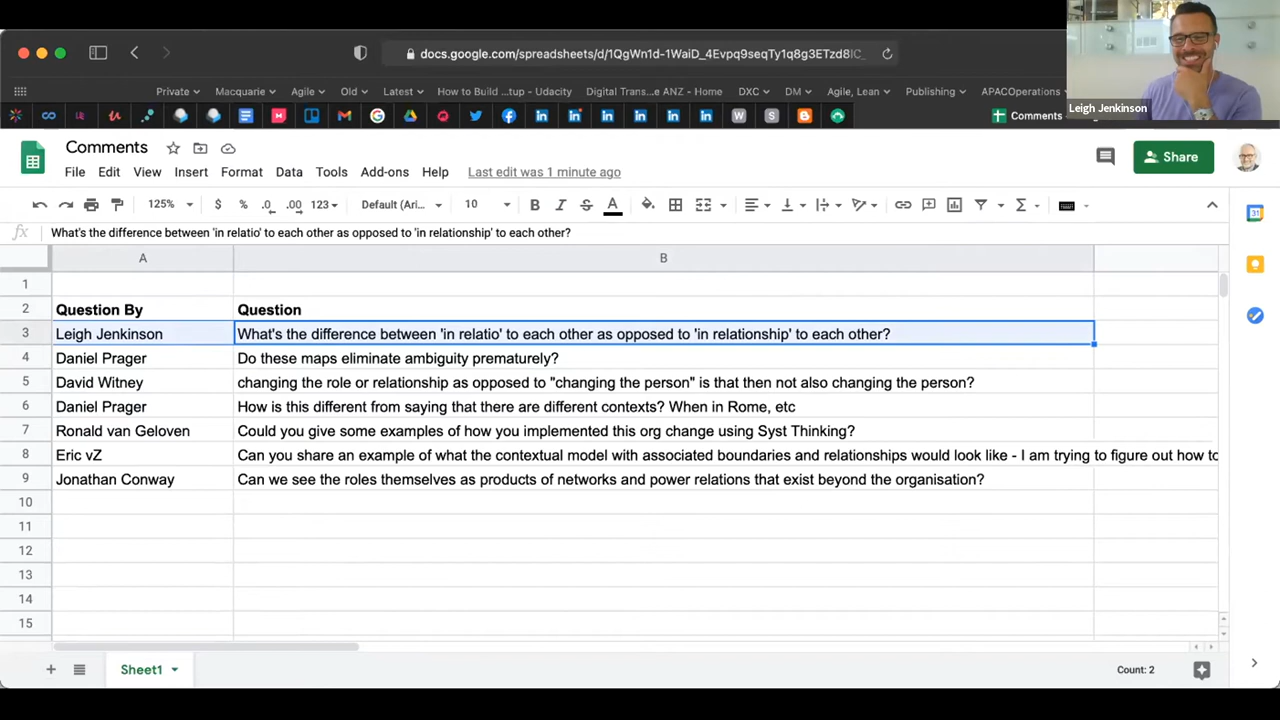 docs.google.com/spreadsheets/d/1QgWn1d-1WaiD_4Evpq9seqTy1q8g3ETzd8IC_
Leigh Jenkinson
Private Macquarie Agile Old Latest How to Build ...tup - Udacity Digital Trans...e ANZ - Home DXC DM Agile, Lean Publishing APACOperations
Comments
Comments
File Edit View Insert Format Data Tools Add-ons Help Last edit was 1 minute ago
Share
125% $ % .0 .00 123 Default (Ari... 10 B I S A
fx What's the difference between 'in relatio' to each other as opposed to 'in relationship' to each other?
A B
1
2 Question By Question
3 Leigh Jenkinson What's the difference between 'in relatio' to each other as opposed to 'in relationship' to each other?
4 Daniel Prager Do these maps eliminate ambiguity prematurely?
5 David Witney changing the role or relationship as opposed to "changing the person" is that then not also changing the person?
6 Daniel Prager How is this different from saying that there are different contexts? When in Rome, etc
7 Ronald van Geloven Could you give some examples of how you implemented this org change using Syst Thinking?
8 Eric vZ Can you share an example of what the contextual model with associated boundaries and relationships would look like - I am trying to figure out how to
9 Jonathan Conway Can we see the roles themselves as products of networks and power relations that exist beyond the organisation?
10
11
12
13
14
15
Sheet1
Count: 2